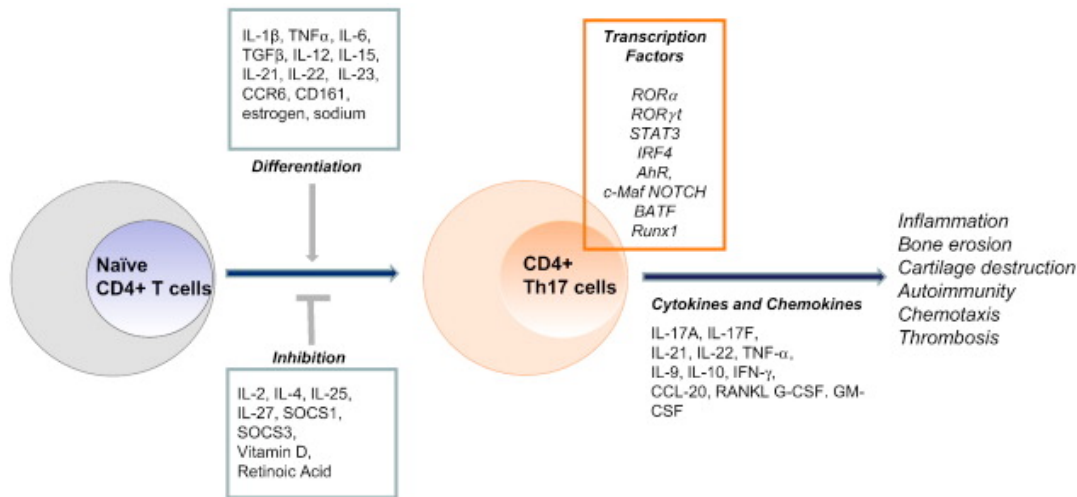 IL-1β, TNFα, IL-6,
TGFβ, IL-12, IL-15,
IL-21, IL-22, IL-23,
CCR6, CD161,
estrogen, sodium
Differentiation
Naïve
CD4+ T cells
Inhibition
IL-2, IL-4, IL-25,
IL-27, SOCS1,
SOCS3,
Vitamin D,
Retinoic Acid
Transcription
Factors
RORα
RORγt
STAT3
IRF4
AhR,
c-Maf NOTCH
BATF
Runx1
CD4+
Th17 cells
Cytokines and Chemokines
IL-17A, IL-17F,
IL-21, IL-22, TNF-α,
IL-9, IL-10, IFN-γ,
CCL-20, RANKL G-CSF. GM-
CSF
Inflammation
Bone erosion
Cartilage destruction
Autoimmunity
Chemotaxis
Thrombosis